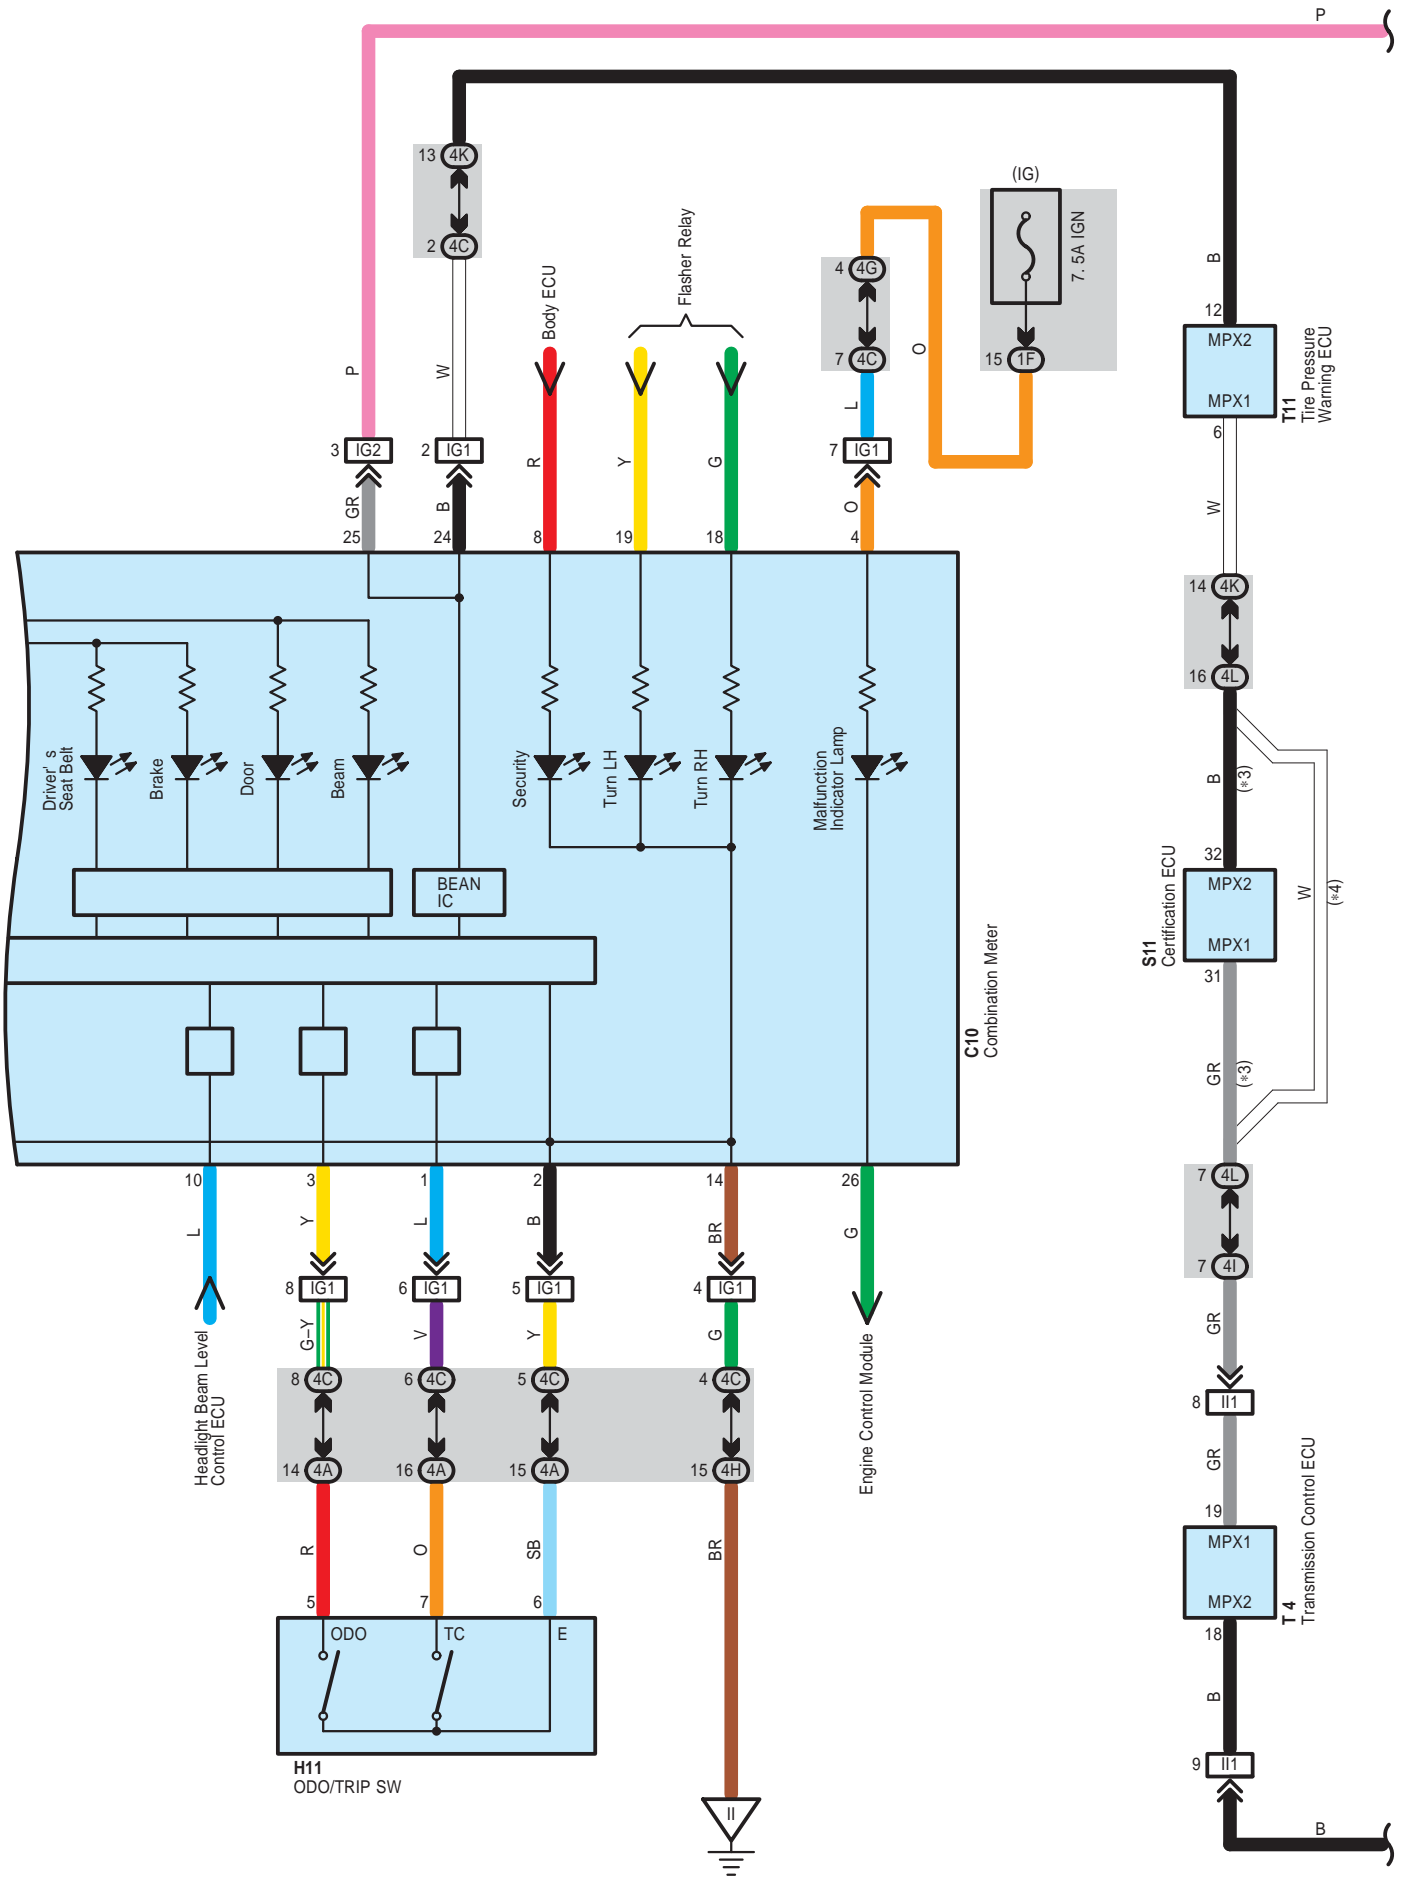 P
13 4K
2 4C
P
W
3 IG2
2 IG1
GR
B
25
24
Body ECU
Flasher Relay
R
Y
G
8
19
18
4 4G
7 4C
L
7 IG1
O
4
O
(IG)
7. 5A IGN
15 1F
B
12
MPX2
MPX1
T11
Tire Pressure
Warning ECU
6
W
14 4K
16 4L
B
(*3)
32
MPX2
MPX1
S11
Certification ECU
31
W
(*4)
GR
(*3)
7 4L
7 4I
GR
8 II1
GR
19
MPX1
MPX2
T 4
Transmission Control ECU
18
B
9 II1
B
Driver' s
Seat Belt
Brake
Door
Beam
Security
Turn LH
Turn RH
Malfunction
Indicator Lamp
BEAN
IC
C10
Combination Meter
10
3
1
2
14
26
L
Y
L
B
BR
G
8 IG1
6 IG1
5 IG1
4 IG1
Headlight Beam Level
Control ECU
G–Y
V
Y
G
Engine Control Module
8 4C
6 4C
5 4C
4 4C
14 4A
16 4A
15 4A
15 4H
R
O
SB
BR
5
7
6
ODO
TC
E
H11
ODO/TRIP SW
II